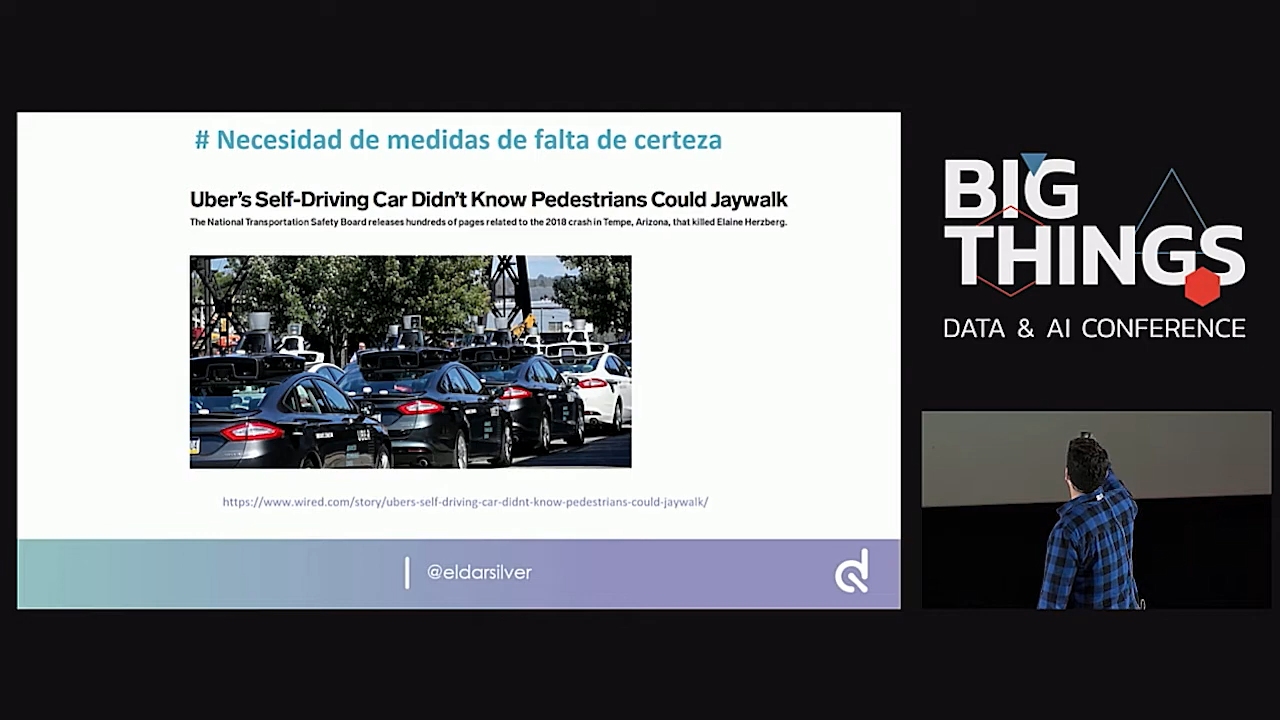 # Necesidad de medidas de falta de certeza
Uber's Self-Driving Car Didn't Know Pedestrians Could Jaywalk
The National Transportation Safety Board releases hundreds of pages related to the 2018 crash in Tempe, Arizona, that killed Elaine Herzberg.
UBER
https://www.wired.com/story/ubers-self-driving-car-didnt-know-pedestrians-could-jaywalk/
@eldarsilver
BIG
THINGS
DATA & AI CONFERENCE